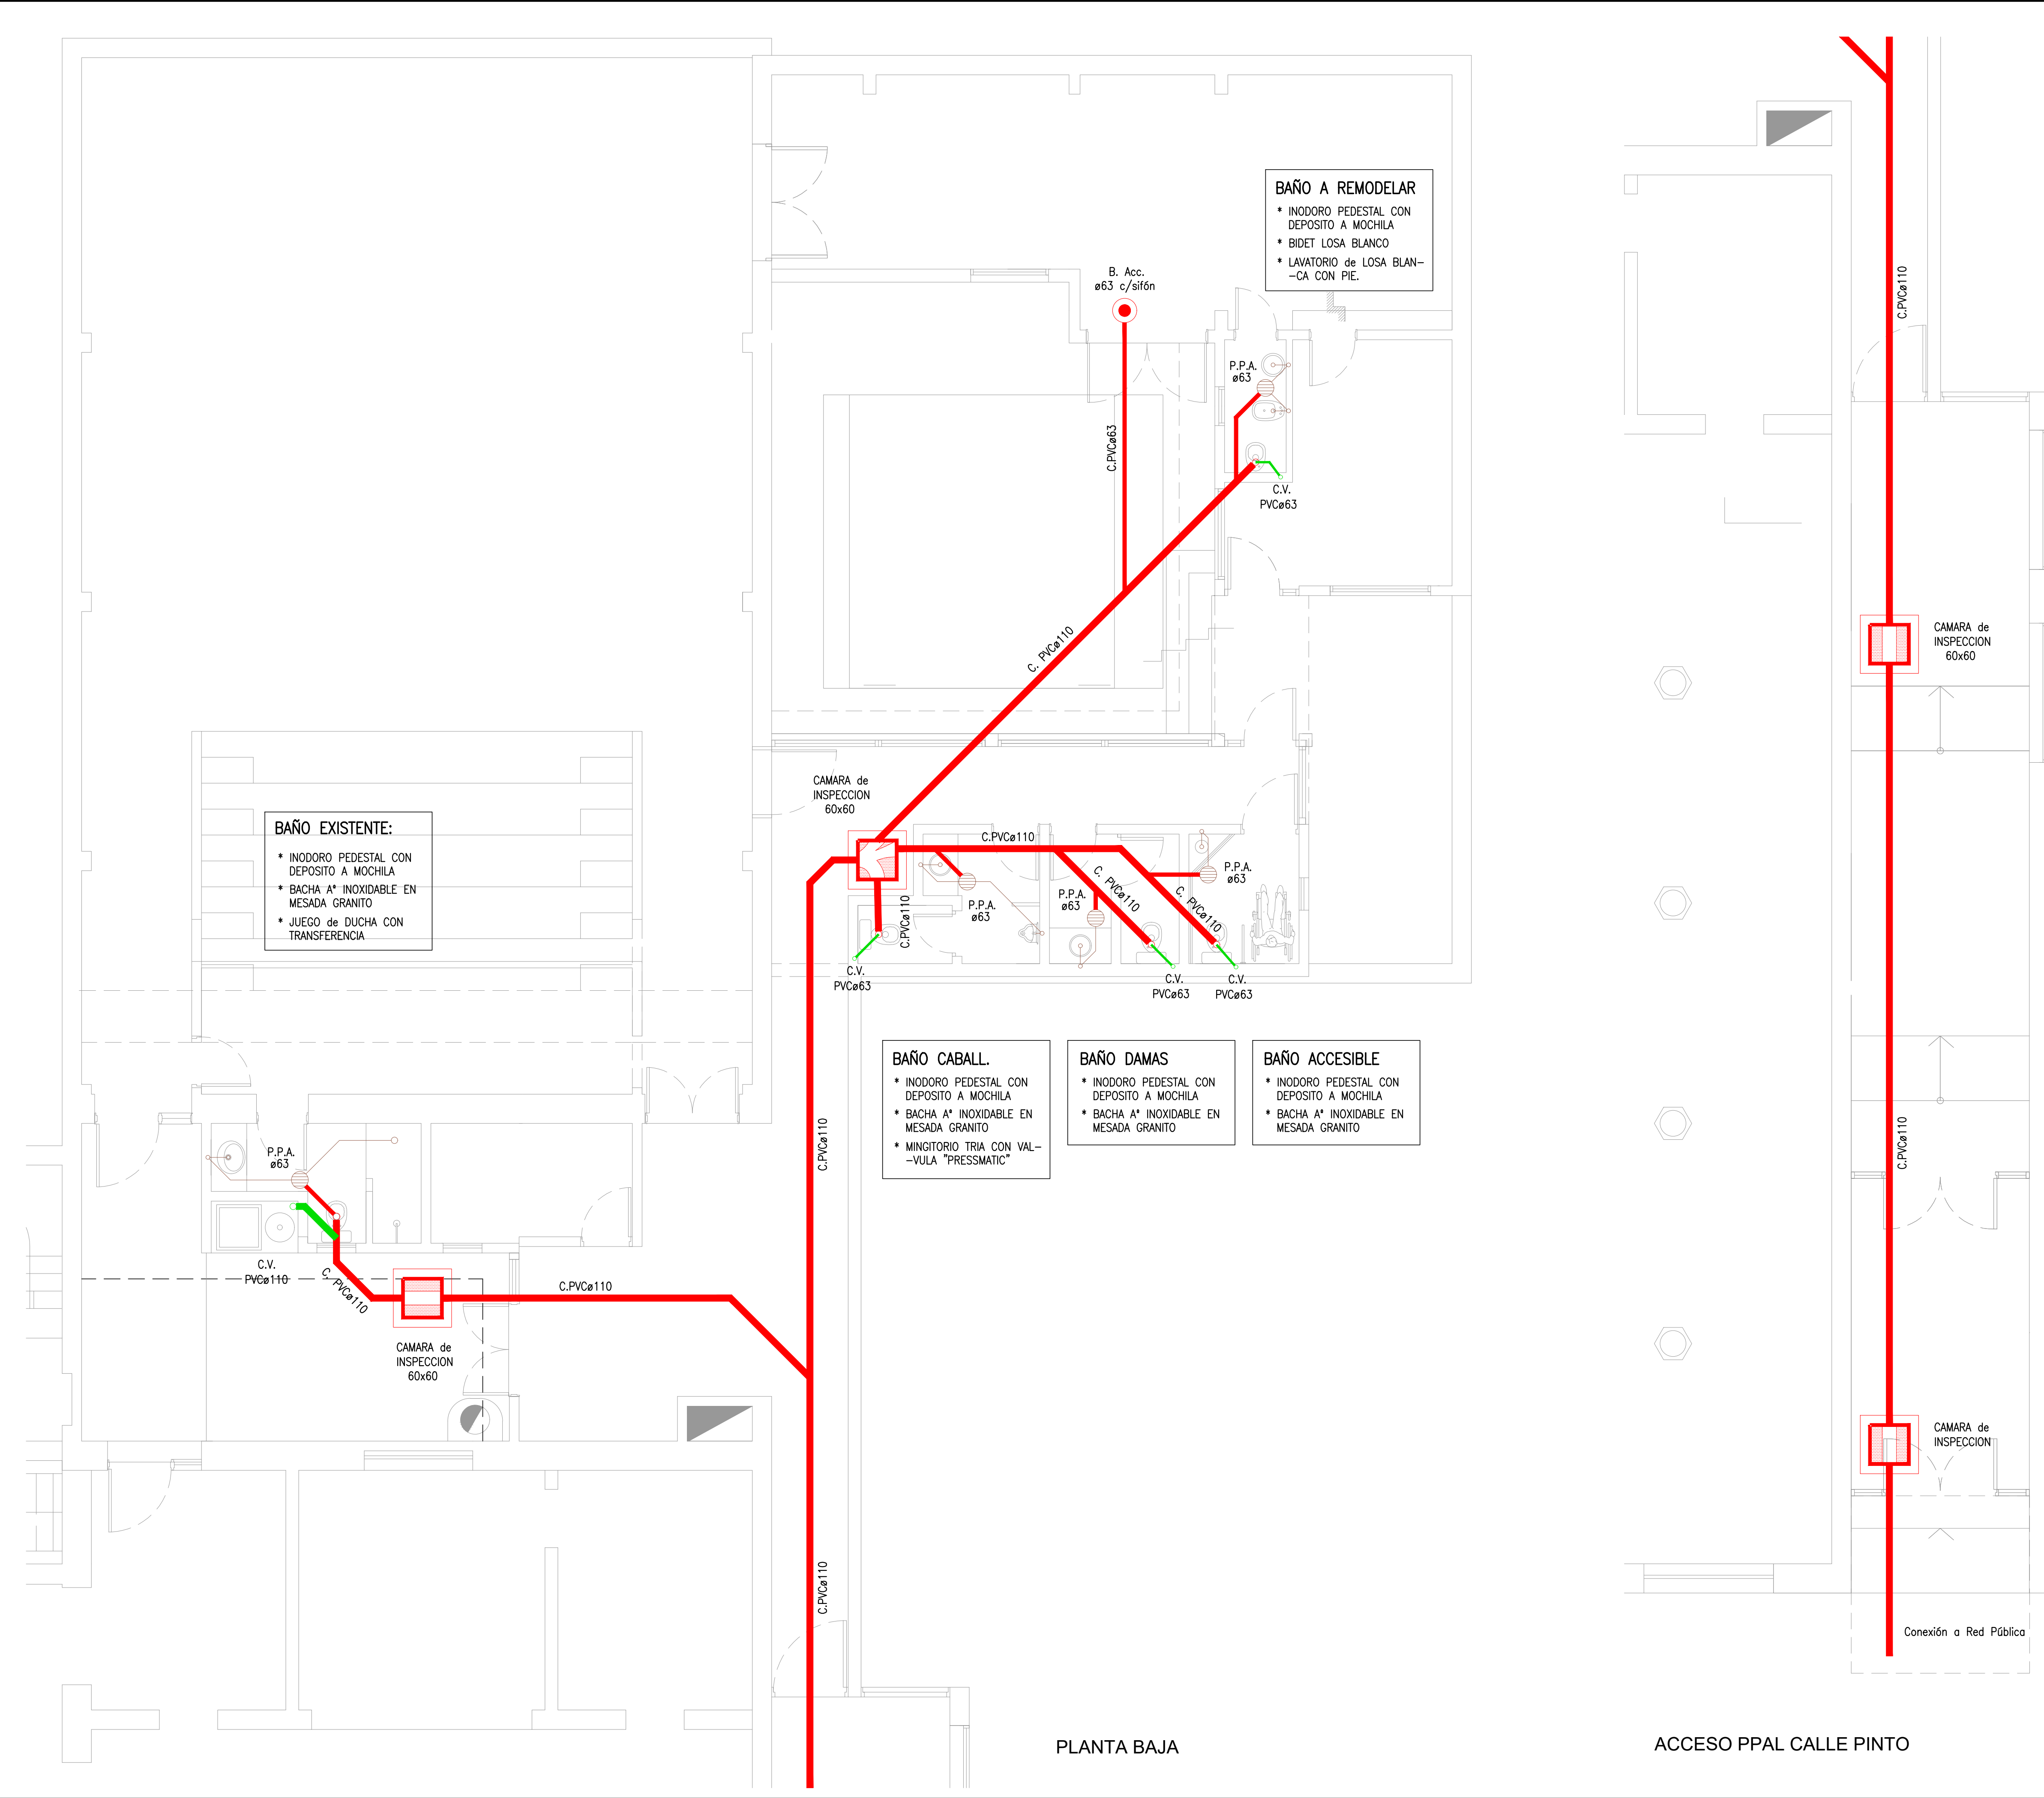 BAÑO A REMODELAR
* INODORO PEDESTAL CON
DEPOSITO A MOCHILA
* BIDET LOSA BLANCO
* LAVATORIO de LOSA BLAN-
-CA CON PIE.
B. Acc.
ø63 c/sifón
P.P.A.
ø63
C.PVCø63
C.V.
PVCø63
C. PVCø110
CAMARA de
INSPECCION
60x60
C.PVCø110
P.P.A.
ø63
P.P.A.
ø63
P.P.A.
ø63
C. PVCø110
C. PVCø110
C.PVCø110
C.V.
PVCø63
C.V.
PVCø63
C.V.
PVCø63
BAÑO EXISTENTE:
* INODORO PEDESTAL CON
DEPOSITO A MOCHILA
* BACHA Aº INOXIDABLE EN
MESADA GRANITO
* JUEGO de DUCHA CON
TRANSFERENCIA
BAÑO CABALL.
* INODORO PEDESTAL CON
DEPOSITO A MOCHILA
* BACHA Aº INOXIDABLE EN
MESADA GRANITO
* MINGITORIO TRIA CON VAL-
-VULA "PRESSMATIC"
BAÑO DAMAS
* INODORO PEDESTAL CON
DEPOSITO A MOCHILA
* BACHA Aº INOXIDABLE EN
MESADA GRANITO
BAÑO ACCESIBLE
* INODORO PEDESTAL CON
DEPOSITO A MOCHILA
* BACHA Aº INOXIDABLE EN
MESADA GRANITO
P.P.A.
ø63
C.V.
PVCø110
C. PVCø110
C.PVCø110
CAMARA de
INSPECCION
60x60
C.PVCø110
C.PVCø110
PLANTA BAJA
C.PVCø110
CAMARA de
INSPECCION
60x60
C.PVCø110
CAMARA de
INSPECCION
Conexión a Red Pública
ACCESO PPAL CALLE PINTO